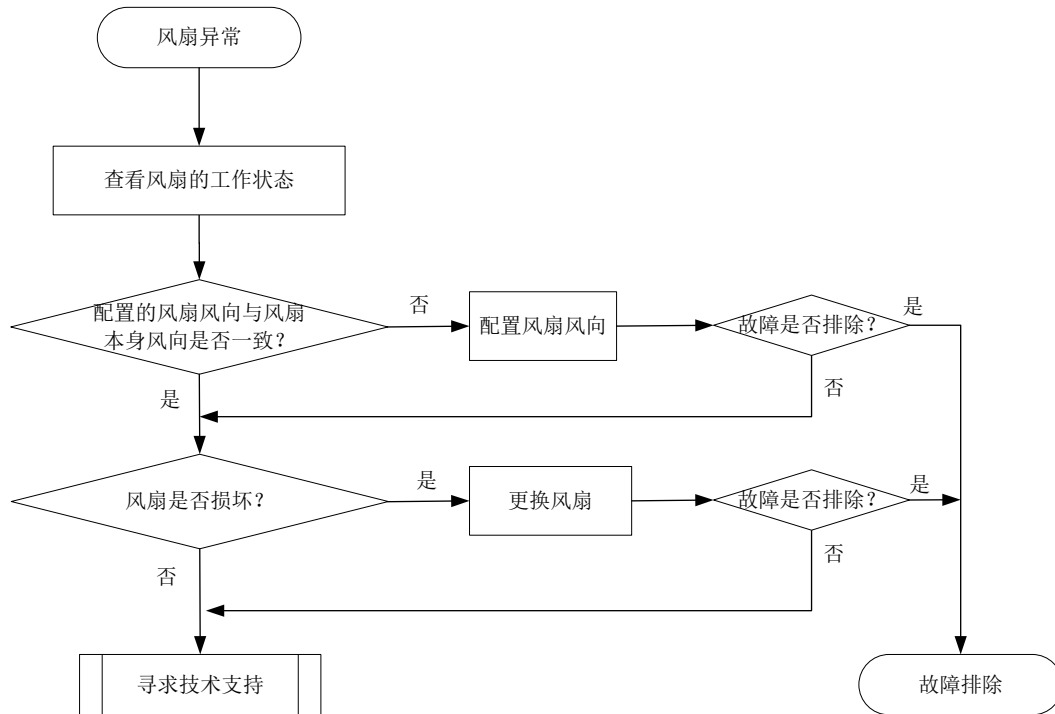 风扇异常
查看风扇的工作状态
配置的风扇风向与风扇
本身风向是否一致？
否
配置风扇风向
故障是否排除？
是
否
是
风扇是否损坏？
是
更换风扇
故障是否排除？
是
否
否
寻求技术支持
故障排除